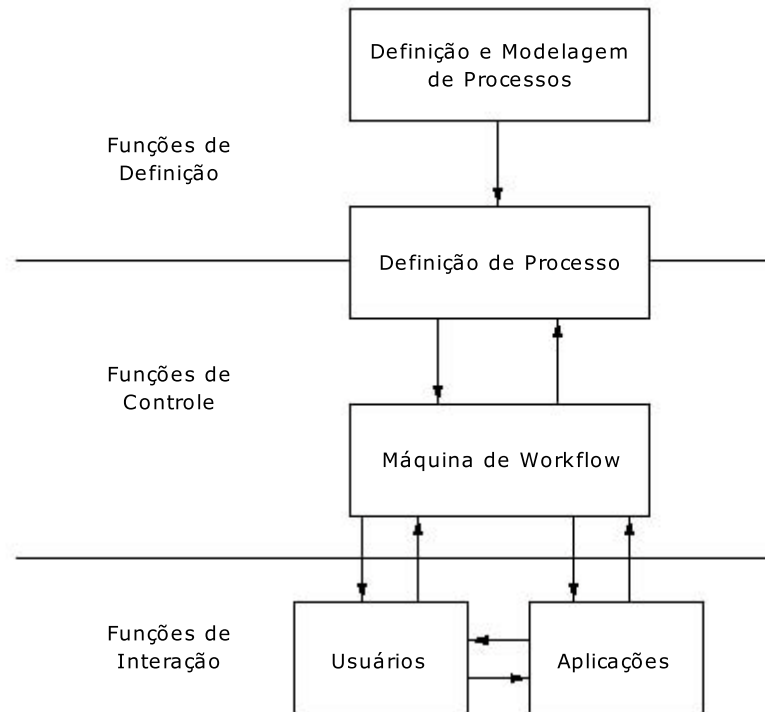 Definição e Modelagem
de Processos
Funções de
Definição
Definição de Processo
Funções de
Controle
Máquina de Workflow
Funções de
Interação
Usuários
Aplicações